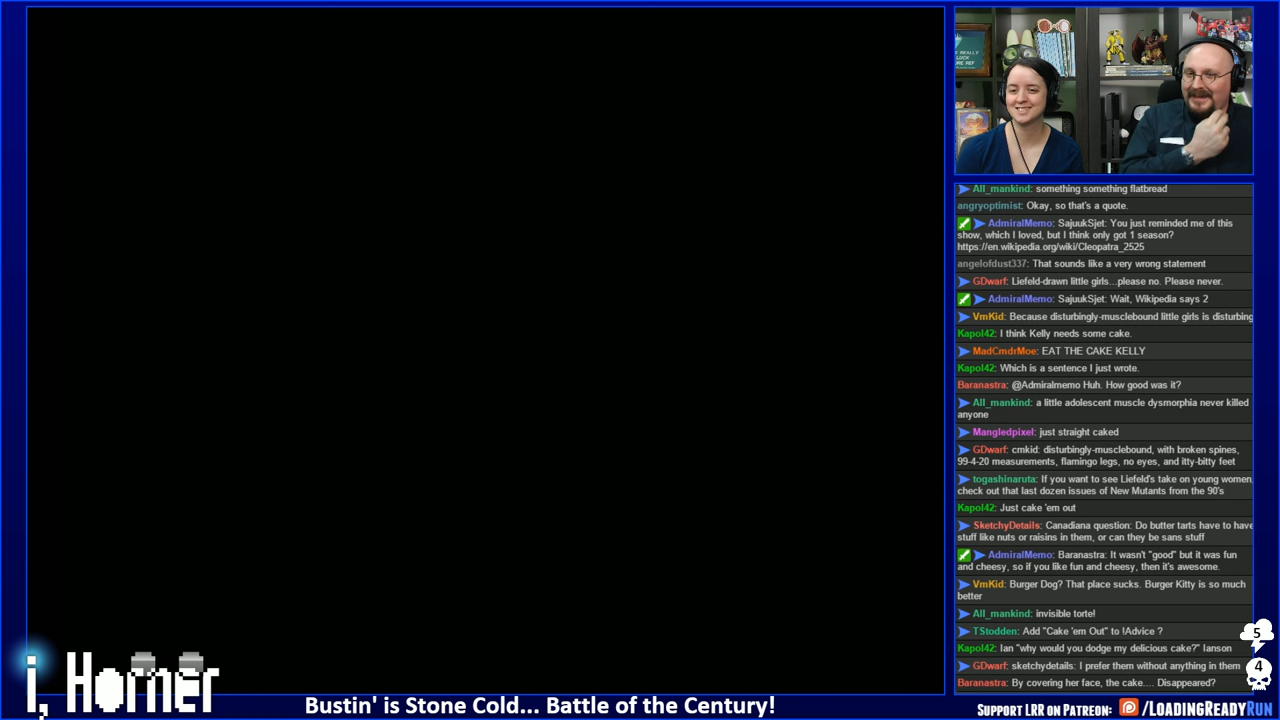 All_mankind: something something flatbread
angryoptimist: Okay, so that's a quote.
AdmiralMemo: SajuukSjet: You just reminded me of this
show, which I loved, but I think only got 1 season?
https://en.wikipedia.org/wiki/Cleopatra_2525
angelofdust337: That sounds like a very wrong statement
GDwarf: Liefeld-drawn little girls...please no. Please never.
AdmiralMemo: SajuukSjet: Wait, Wikipedia says 2
VmKid: Because disturbingly-musclebound little girls is disturbing
Kapol42: I think Kelly needs some cake.
MadCmdrMoe: EAT THE CAKE KELLY
Kapol42: Which is a sentence I just wrote.
Baranastra: @Admiralmemo Huh. How good was it?
All_mankind: a little adolescent muscle dysmorphia never killed
anyone
Mangledpixel: just straight caked
GDwarf: cmkid: disturbingly-musclebound, with broken spines,
99-4-20 measurements, flamingo legs, no eyes, and itty-bitty feet
togashinaruta: If you want to see Liefeld's take on young women,
check out that last dozen issues of New Mutants from the 90's
Kapol42: Just cake 'em out
SketchyDetails: Canadiana question: Do butter tarts have to have
stuff like nuts or raisins in them, or can they be sans stuff
AdmiralMemo: Baranastra: It wasn't "good" but it was fun
and cheesy, so if you like fun and cheesy, then it's awesome.
VmKid: Burger Dog? That place sucks. Burger Kitty is so much
better
All_mankind: invisible torte!
TStodden: Add "Cake 'em Out" to !Advice ?
Kapol42: Ian "why would you dodge my delicious cake?" Ianson
GDwarf: sketchydetails: I prefer them without anything in them
Baranastra: By covering her face, the cake.... Disappeared?
5
4
i, Horner
Bustin' is Stone Cold... Battle of the Century!
Support LRR on Patreon: /LoadingReadyRun